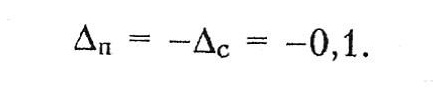 Δп = −Δс = −0,1.